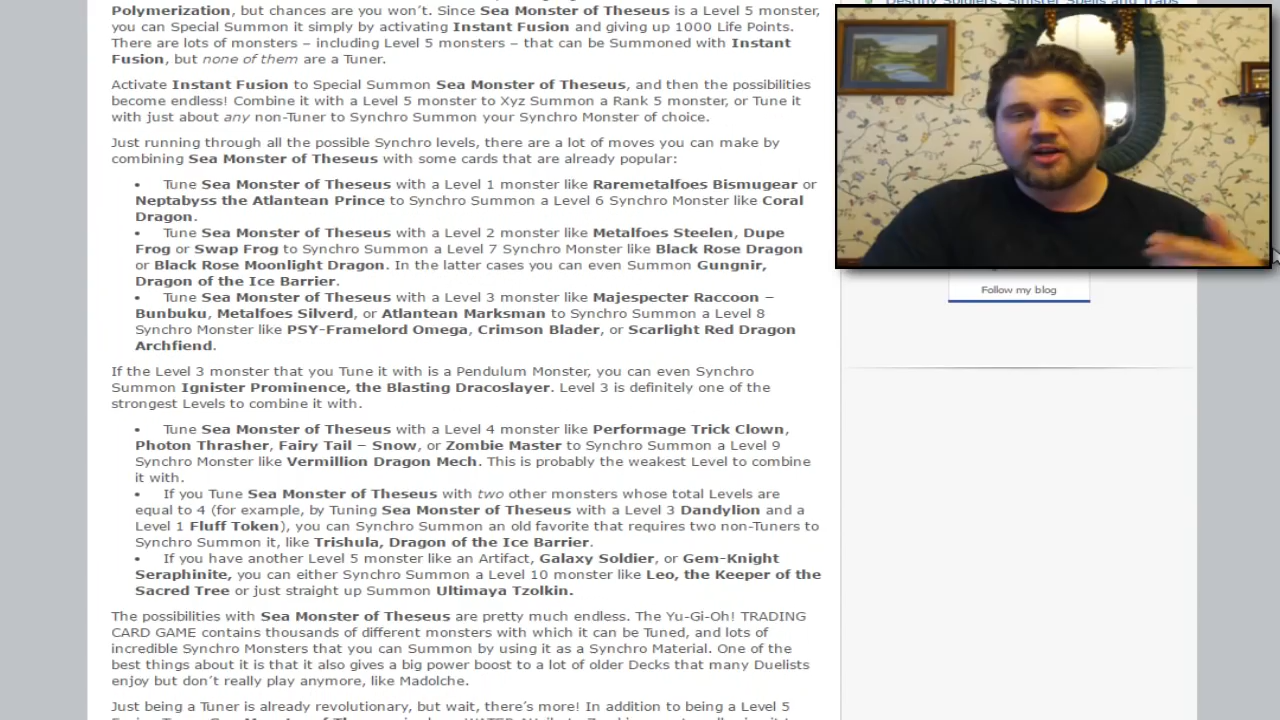 Polymerization, but chances are you won't. Since Sea Monster of Theseus is a Level 5 monster,
you can Special Summon it simply by activating Instant Fusion and giving up 1000 Life Points.
There are lots of monsters – including Level 5 monsters – that can be Summoned with Instant
Fusion, but none of them are a Tuner.
Activate Instant Fusion to Special Summon Sea Monster of Theseus, and then the possibilities
become endless! Combine it with a Level 5 monster to Xyz Summon a Rank 5 monster, or Tune it
with just about any non-Tuner to Synchro Summon your Synchro Monster of choice.
Just running through all the possible Synchro levels, there are a lot of moves you can make by
combining Sea Monster of Theseus with some cards that are already popular:
• Tune Sea Monster of Theseus with a Level 1 monster like Raremetalfoes Bismugear or
Neptabyss the Atlantean Prince to Synchro Summon a Level 6 Synchro Monster like Coral
Dragon.
• Tune Sea Monster of Theseus with a Level 2 monster like Metalfoes Steelen, Dupe
Frog or Swap Frog to Synchro Summon a Level 7 Synchro Monster like Black Rose Dragon
or Black Rose Moonlight Dragon. In the latter cases you can even Summon Gungnir,
Dragon of the Ice Barrier.
• Tune Sea Monster of Theseus with a Level 3 monster like Majespecter Raccoon –
Bunbuku, Metalfoes Silverd, or Atlantean Marksman to Synchro Summon a Level 8
Synchro Monster like PSY-Framelord Omega, Crimson Blader, or Scarlight Red Dragon
Archfiend.
If the Level 3 monster that you Tune it with is a Pendulum Monster, you can even Synchro
Summon Ignister Prominence, the Blasting Dracoslayer. Level 3 is definitely one of the
strongest Levels to combine it with.
• Tune Sea Monster of Theseus with a Level 4 monster like Performage Trick Clown,
Photon Thrasher, Fairy Tail – Snow, or Zombie Master to Synchro Summon a Level 9
Synchro Monster like Vermillion Dragon Mech. This is probably the weakest Level to combine
it with.
• If you Tune Sea Monster of Theseus with two other monsters whose total Levels are
equal to 4 (for example, by Tuning Sea Monster of Theseus with a Level 3 Dandylion and a
Level 1 Fluff Token), you can Synchro Summon an old favorite that requires two non-Tuners to
Synchro Summon it, like Trishula, Dragon of the Ice Barrier.
• If you have another Level 5 monster like an Artifact, Galaxy Soldier, or Gem-Knight
Seraphinite, you can either Synchro Summon a Level 10 monster like Leo, the Keeper of the
Sacred Tree or just straight up Summon Ultimaya Tzolkin.
The possibilities with Sea Monster of Theseus are pretty much endless. The Yu-Gi-Oh! TRADING
CARD GAME contains thousands of different monsters with which it can be Tuned, and lots of
incredible Synchro Monsters that you can Summon by using it as a Synchro Material. One of the
best things about it is that it also gives a big power boost to a lot of older Decks that many Duelists
enjoy but don't really play anymore, like Madolche.
Just being a Tuner is already revolutionary, but wait, there's more! In addition to being a Level 5
Destiny Soldiers: Sinister Spells and Traps
Follow my blog